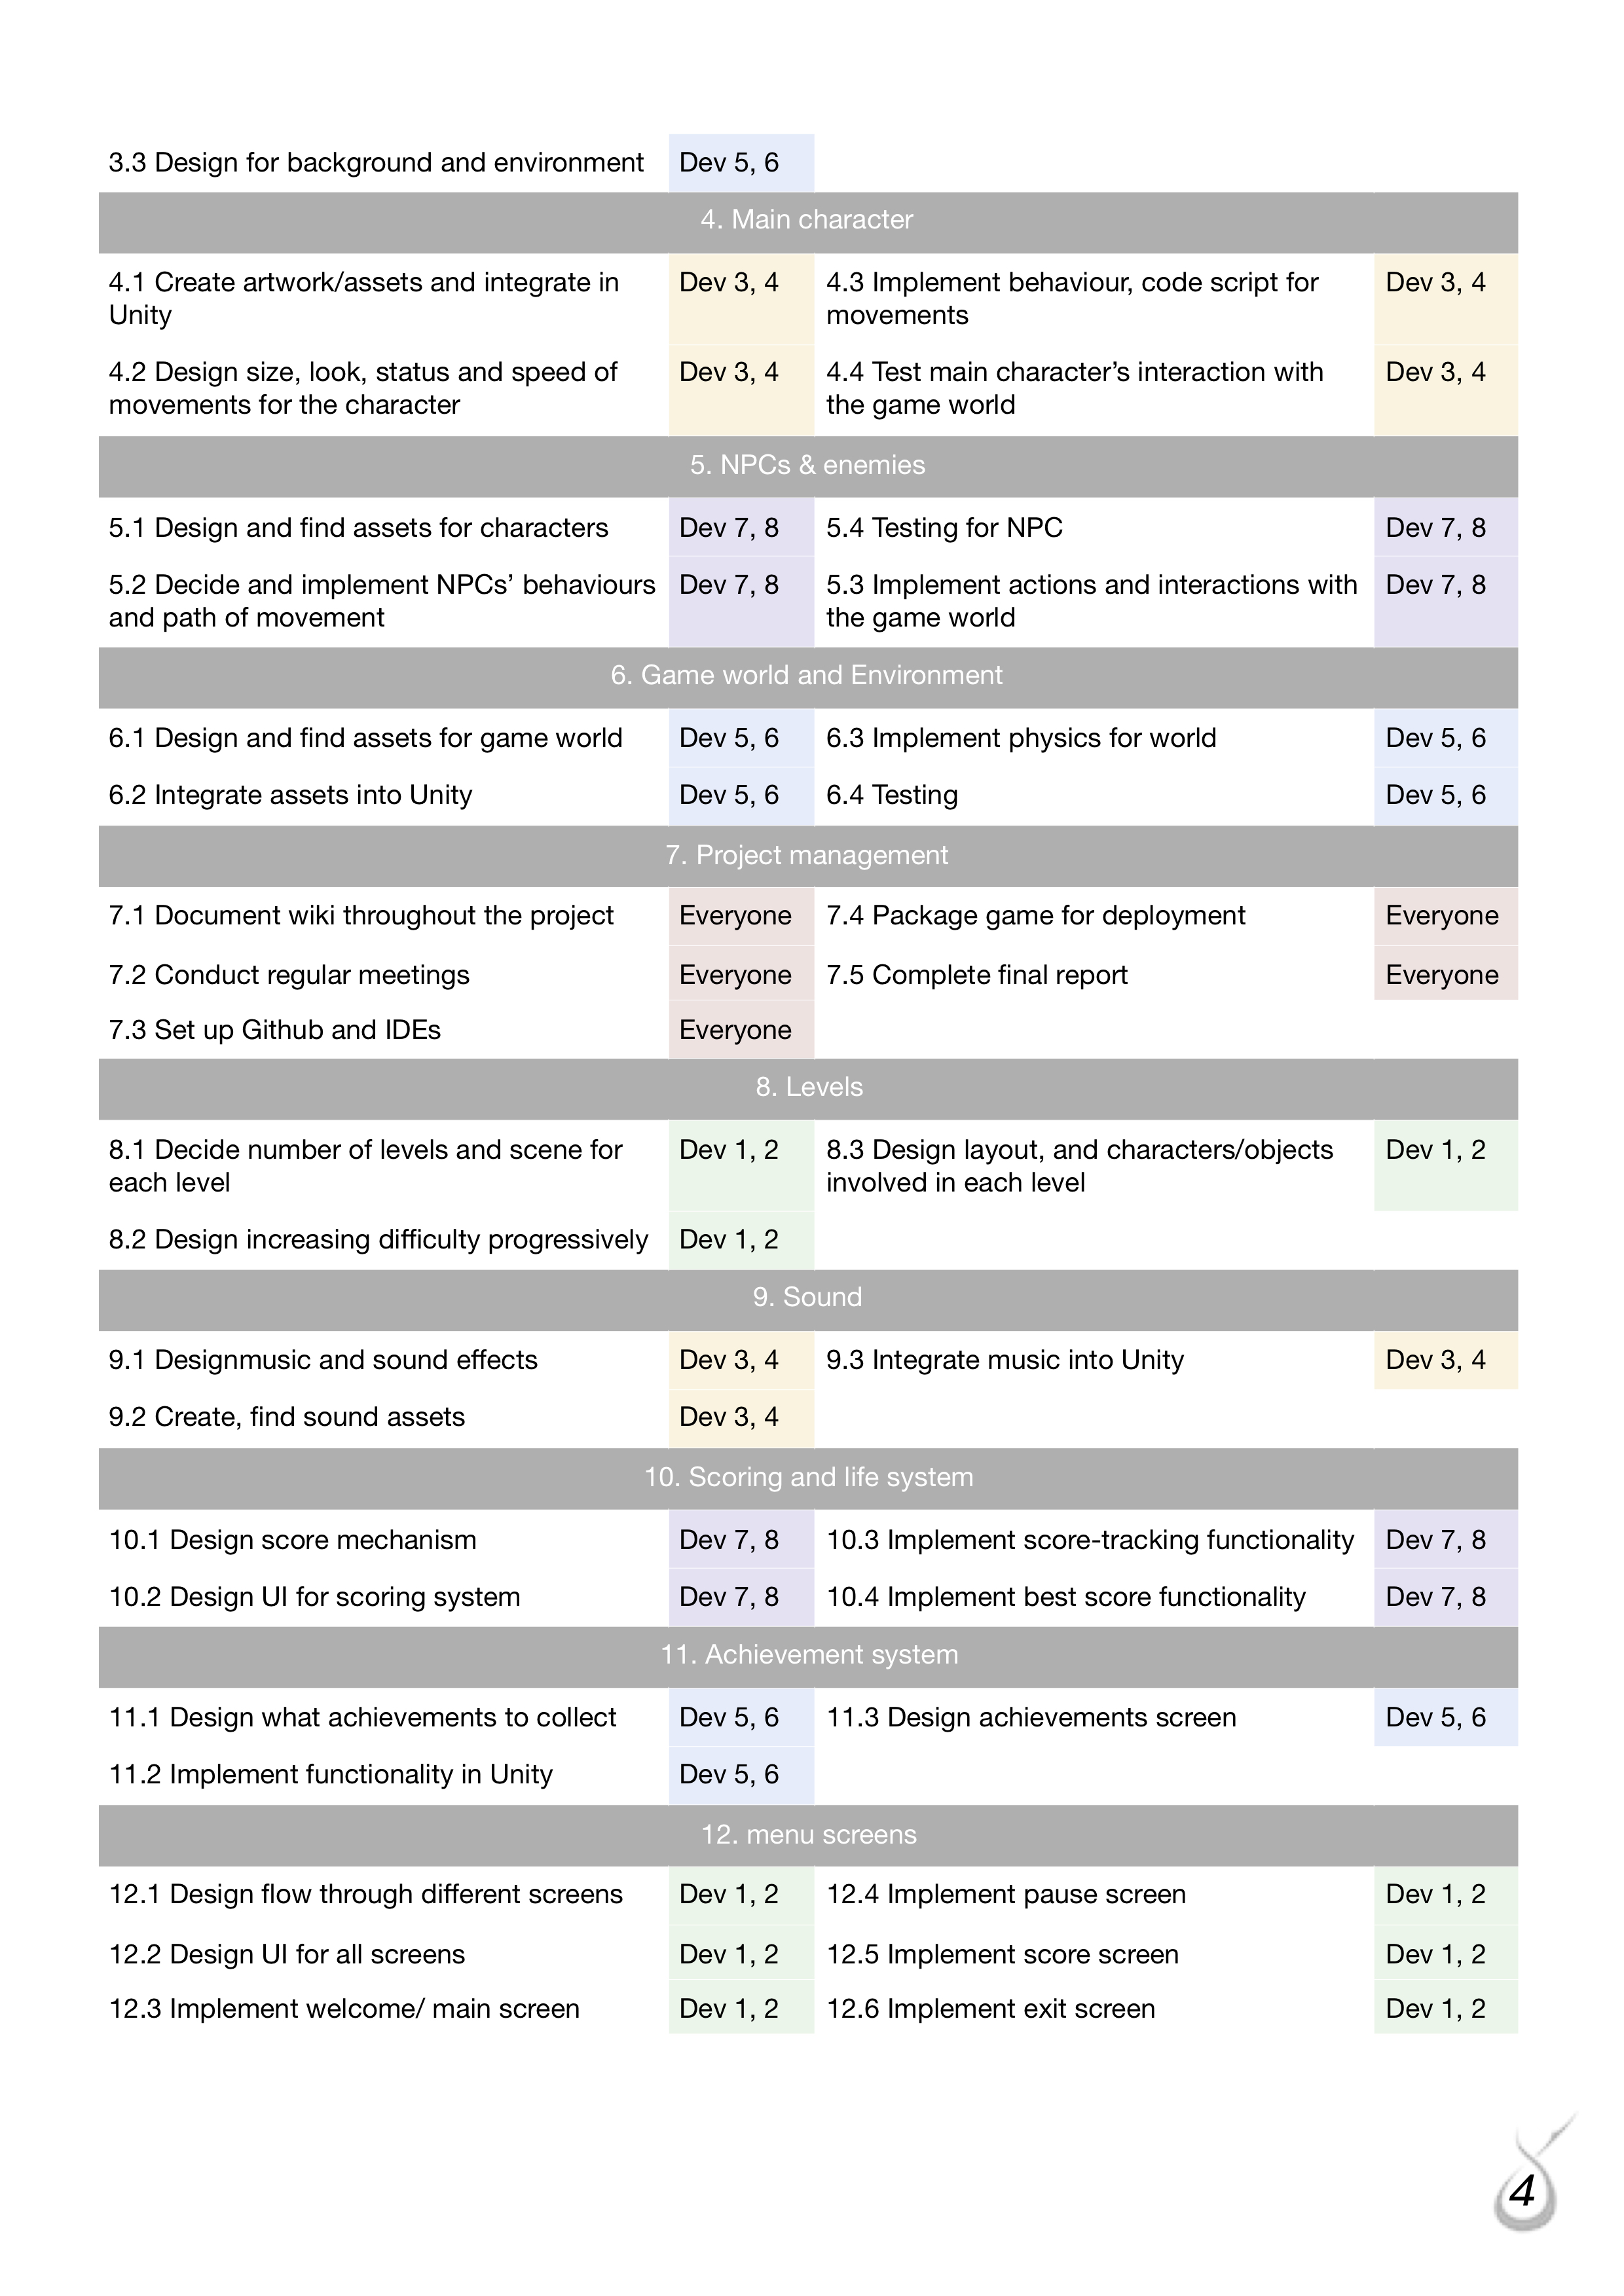 3.3 Design for background and environment Dev 5, 6
4. Main character
4.1 Create artwork/assets and integrate in Dev 3, 4 4.3 Implement behaviour, code script for Dev 3, 4
Unity movements
4.2 Design size, look, status and speed of Dev 3, 4 4.4 Test main character’s interaction with Dev 3, 4
movements for the character the game world
5. NPCs & enemies
5.1 Design and find assets for characters Dev 7, 8 5.4 Testing for NPC Dev 7, 8
5.2 Decide and implement NPCs’ behaviours Dev 7, 8 5.3 Implement actions and interactions with Dev 7, 8
and path of movement the game world
6. Game world and Environment
6.1 Design and find assets for game world Dev 5, 6 6.3 Implement physics for world Dev 5, 6
6.2 Integrate assets into Unity Dev 5, 6 6.4 Testing Dev 5, 6
7. Project management
7.1 Document wiki throughout the project Everyone 7.4 Package game for deployment Everyone
7.2 Conduct regular meetings Everyone 7.5 Complete final report Everyone
7.3 Set up Github and IDEs Everyone
8. Levels
8.1 Decide number of levels and scene for Dev 1, 2 8.3 Design layout, and characters/objects Dev 1, 2
each level involved in each level
8.2 Design increasing difficulty progressively Dev 1, 2
9. Sound
9.1 Designmusic and sound effects Dev 3, 4 9.3 Integrate music into Unity Dev 3, 4
9.2 Create, find sound assets Dev 3, 4
10. Scoring and life system
10.1 Design score mechanism Dev 7, 8 10.3 Implement score-tracking functionality Dev 7, 8
10.2 Design UI for scoring system Dev 7, 8 10.4 Implement best score functionality Dev 7, 8
11. Achievement system
11.1 Design what achievements to collect Dev 5, 6 11.3 Design achievements screen Dev 5, 6
11.2 Implement functionality in Unity Dev 5, 6
12. menu screens
12.1 Design flow through different screens Dev 1, 2 12.4 Implement pause screen Dev 1, 2
12.2 Design UI for all screens Dev 1, 2 12.5 Implement score screen Dev 1, 2
12.3 Implement welcome/ main screen Dev 1, 2 12.6 Implement exit screen Dev 1, 2
4